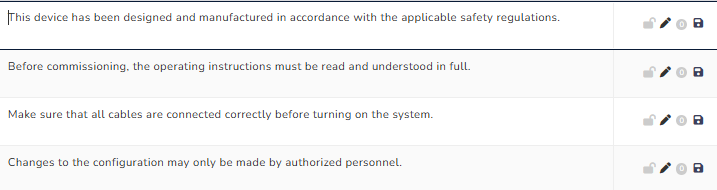 This device has been designed and manufactured in accordance with the applicable safety regulations.
Before commissioning, the operating instructions must be read and understood in full.
Make sure that all cables are connected correctly before turning on the system.
Changes to the configuration may only be made by authorized personnel.